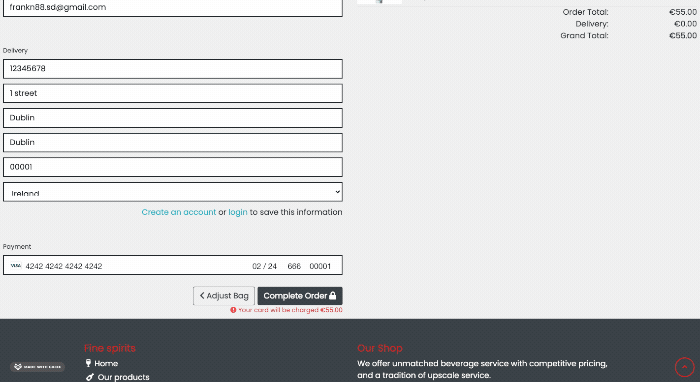 frankn88.sd@gmail.com
Order Total: €55.00
Delivery: €0.00
Grand Total: €55.00
Delivery
12345678
1 street
Dublin
Dublin
00001
Ireland
Create an account or login to save this information
Payment
VISA 4242 4242 4242 4242 02 / 24 666 00001
Adjust Bag
Complete Order
Your card will be charged €55.00
Fine spirits
Home
Our products
Our Shop
We offer unmatched beverage service with competitive pricing,
and a tradition of upscale service.